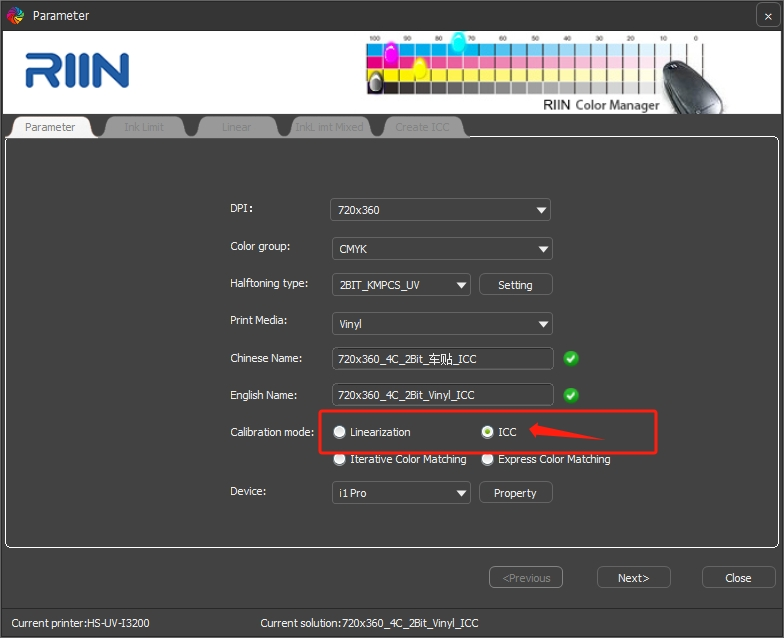 Parameter
RIIN
100 90 80 70 60 50 40 30 20 10 0
RIIN Color Manager
Parameter Ink Limit Linear InkLimt Mixed Create ICC
DPI: 720x360
Color group: CMYK
Halftoning type: 2BIT_KMPCS_UV Setting
Print Media: Vinyl
Chinese Name: 720x360_4C_2Bit_车贴_ICC
English Name: 720x360_4C_2Bit_Vinyl_ICC
Calibration mode: Linearization ICC
Iterative Color Matching Express Color Matching
Device: i1 Pro Property
<Previous Next> Close
Current printer:HS-UV-I3200 Current solution:720x360_4C_2Bit_Vinyl_ICC